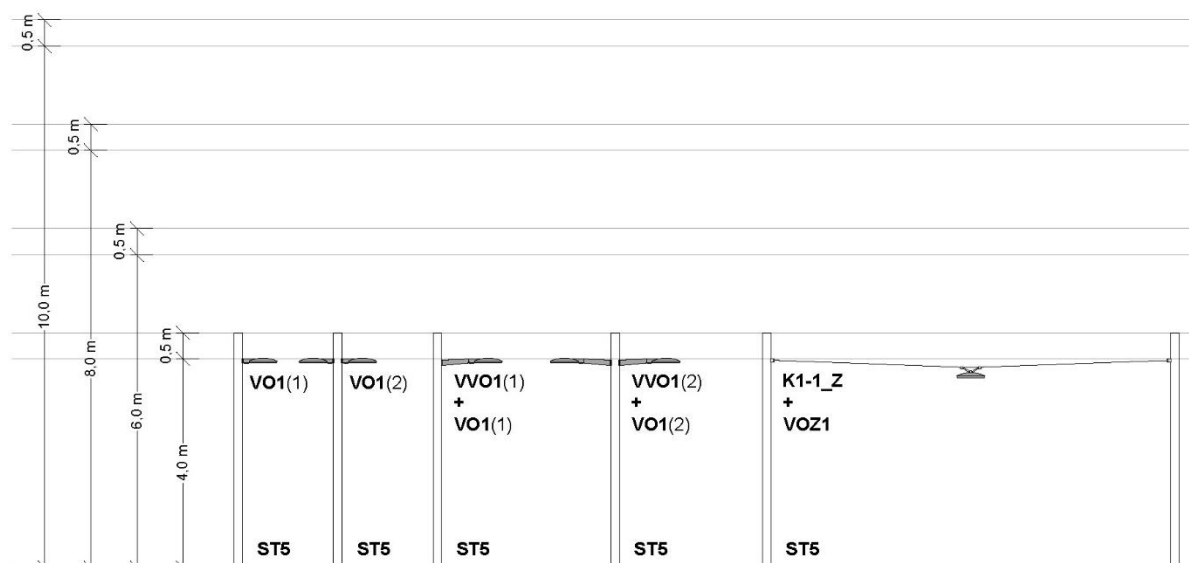 0,5 m
0,5 m
0,5 m
0,5 m
10,0 m
8,0 m
6,0 m
4,0 m
VO1(1)
VO1(2)
VVO1(1)
+
VO1(1)
VVO1(2)
+
VO1(2)
K1-1_Z
+
VOZ1
ST5
ST5
ST5
ST5
ST5